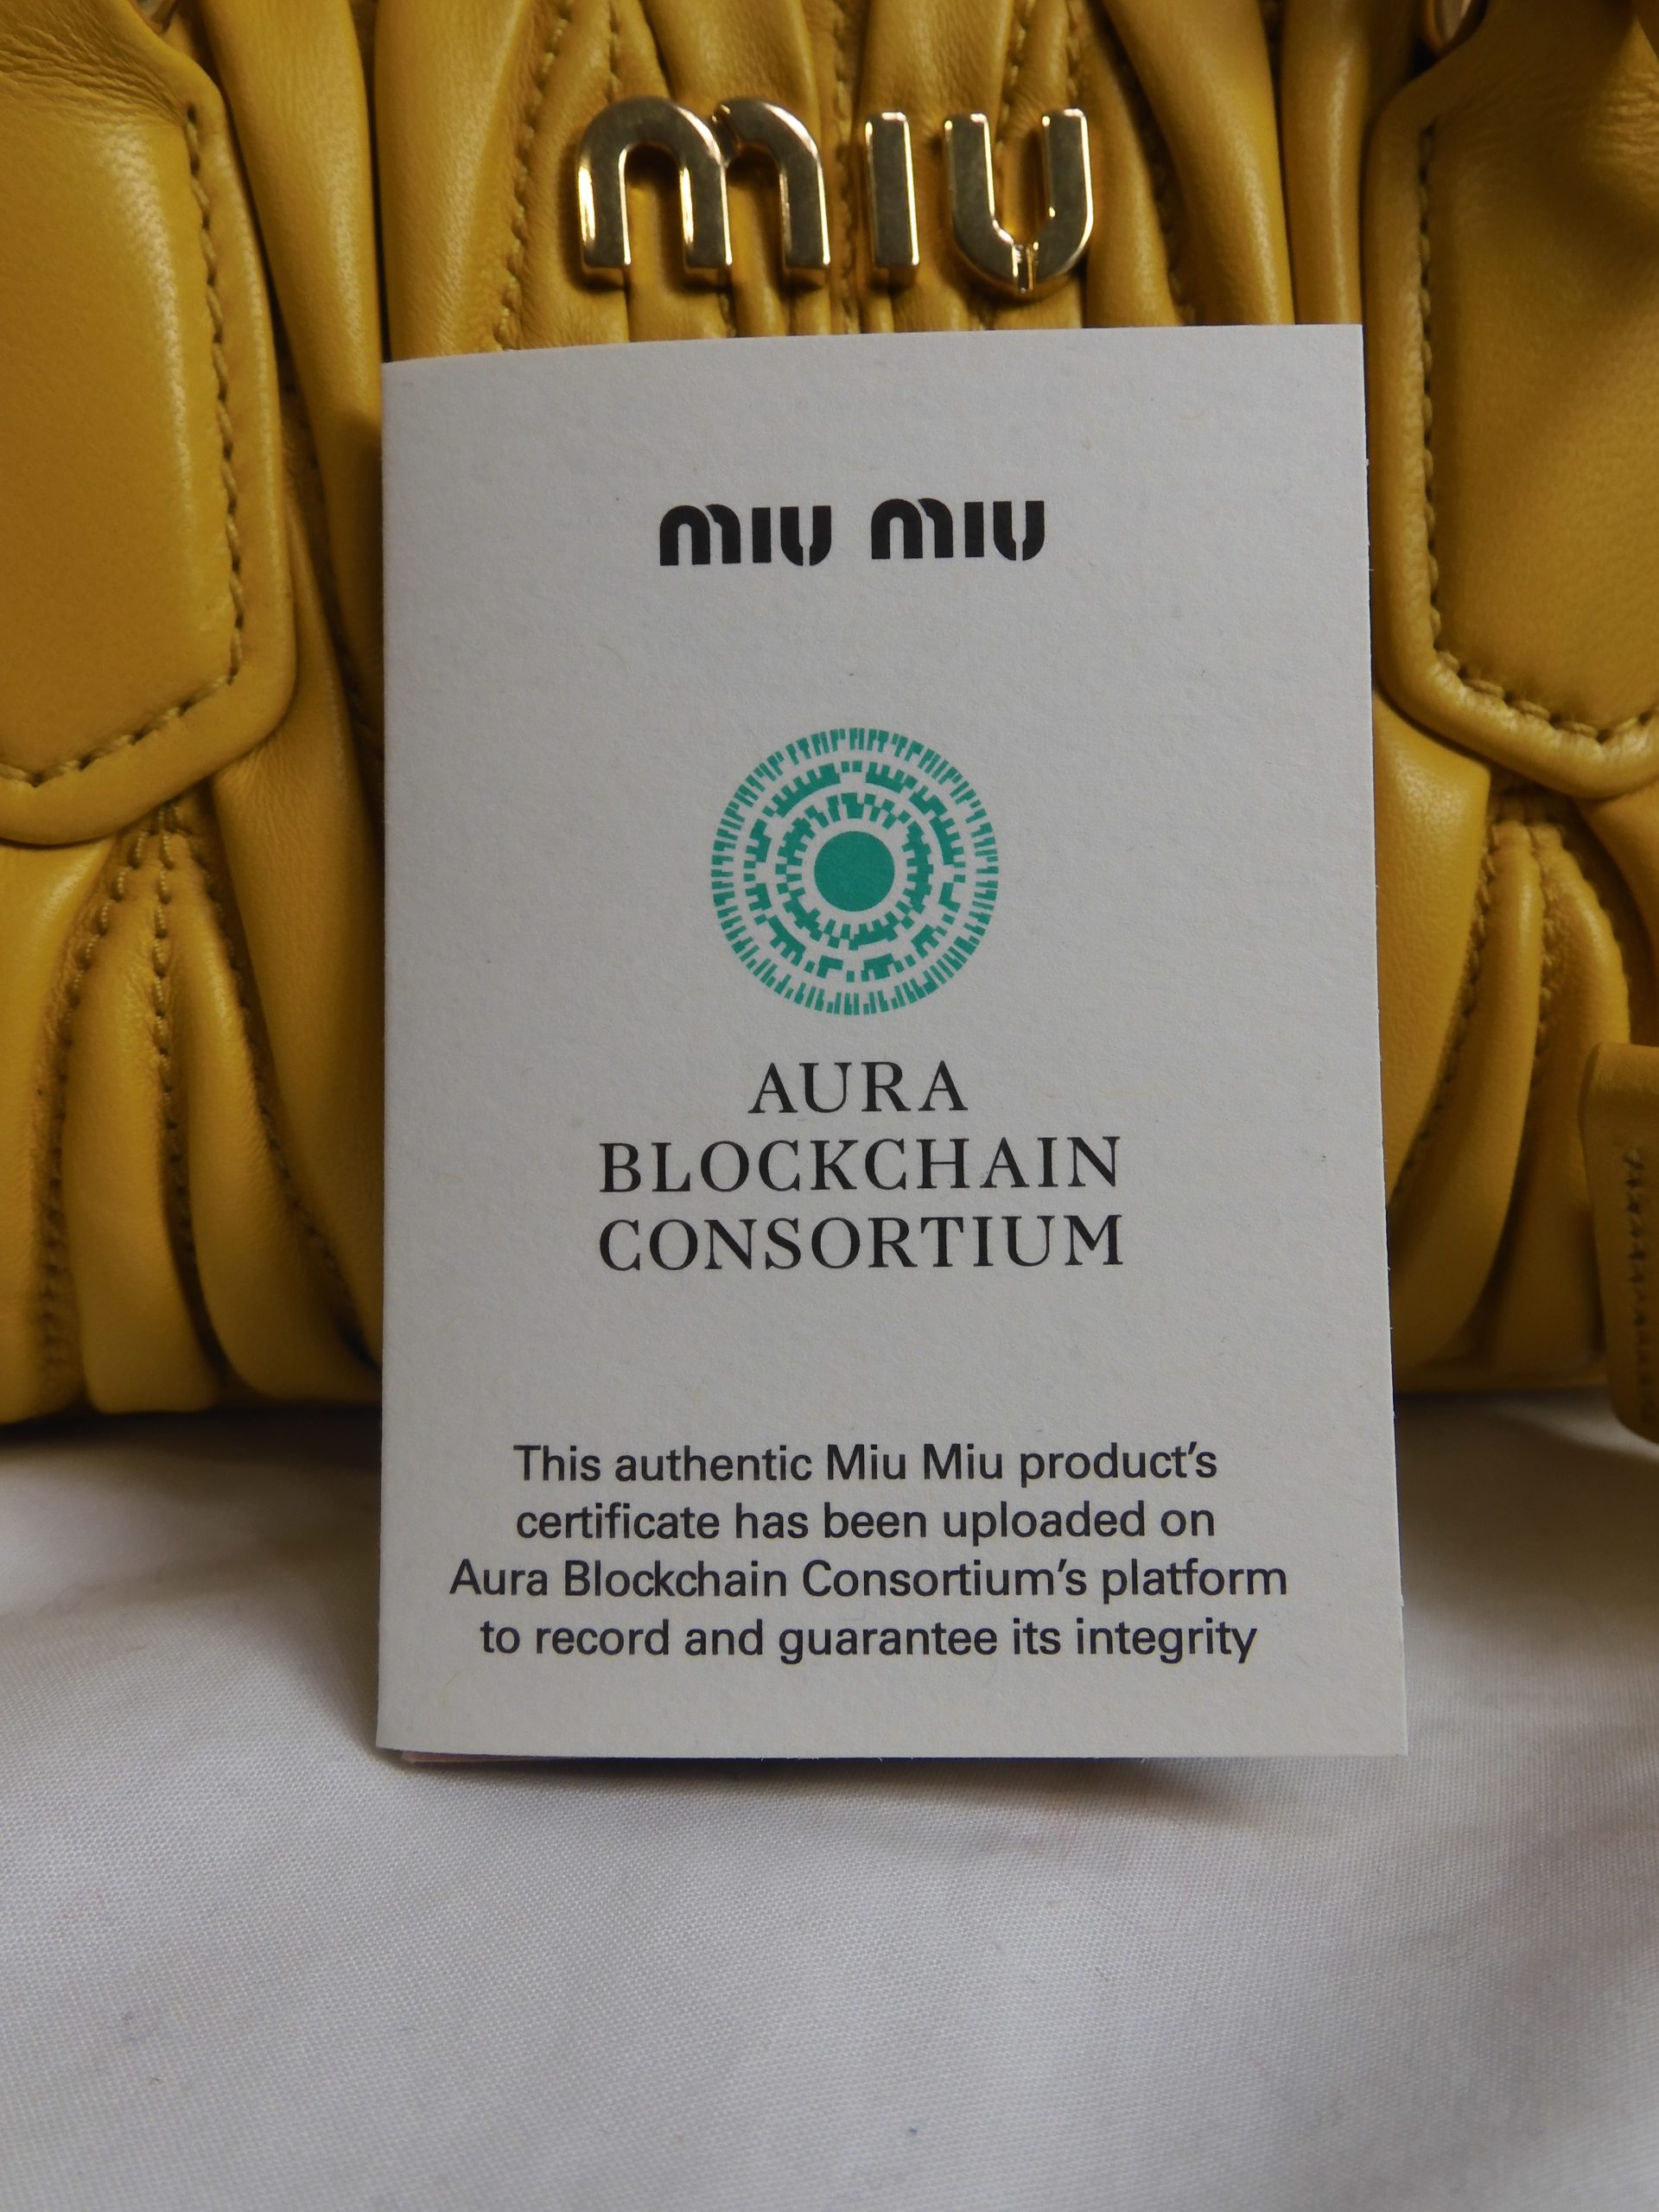 miu
miu miu
AURA
BLOCKCHAIN
CONSORTIUM
This authentic Miu Miu product's
certificate has been uploaded on
Aura Blockchain Consortium's platform
to record and guarantee its integrity